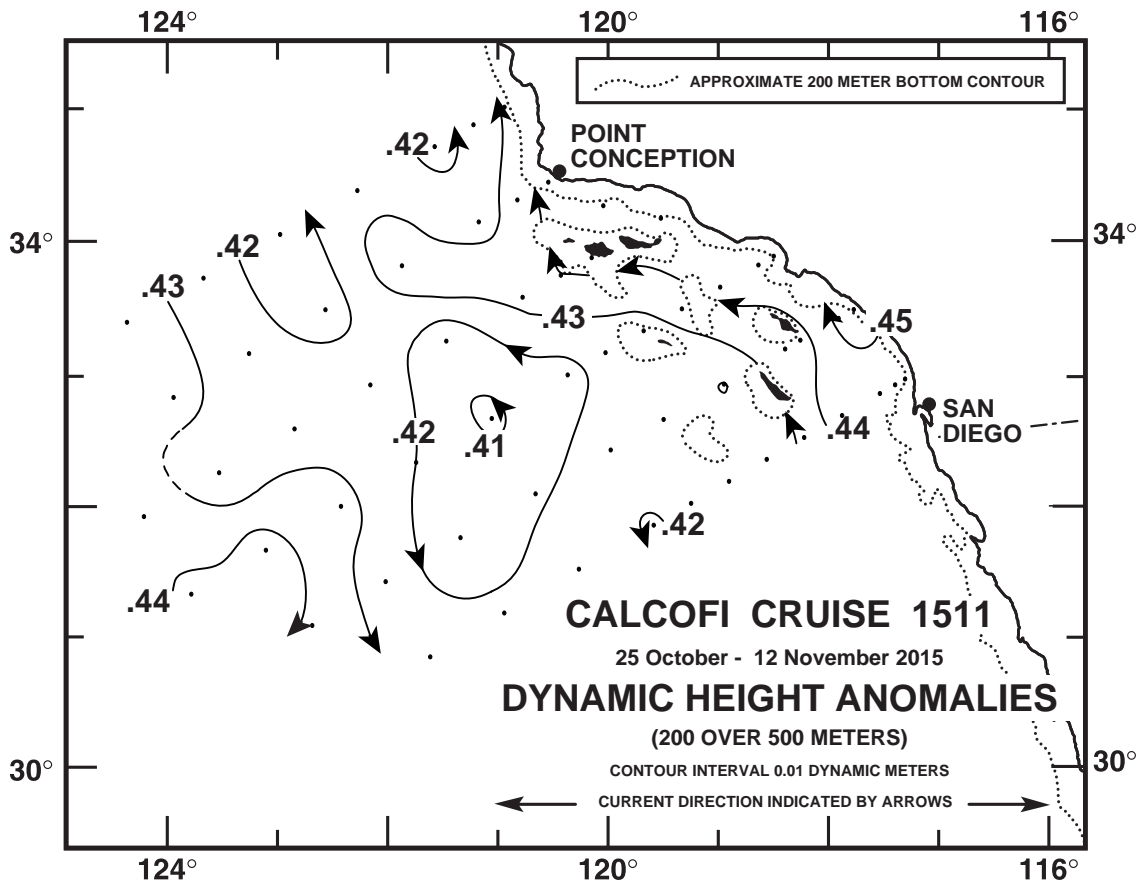 124° 120° 116°
APPROXIMATE 200 METER BOTTOM CONTOUR
.42
POINT
CONCEPTION
34° 34°
.42
.43
.43
.45
.42
.41
.44
SAN
DIEGO
.42
.44
CALCOFI CRUISE 1511
25 October - 12 November 2015
DYNAMIC HEIGHT ANOMALIES
(200 OVER 500 METERS)
30° 30°
CONTOUR INTERVAL 0.01 DYNAMIC METERS
CURRENT DIRECTION INDICATED BY ARROWS
124° 120° 116°